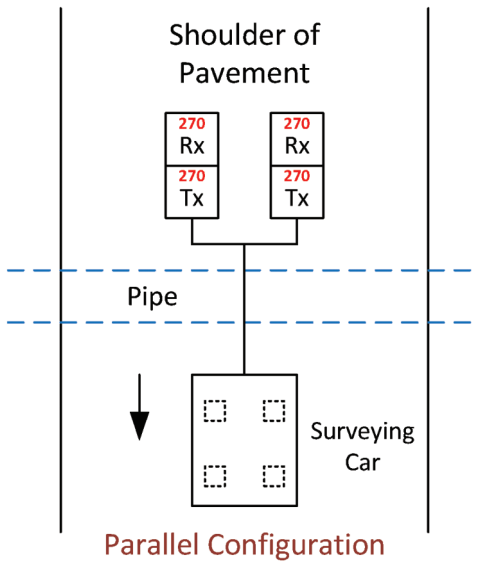 Shoulder of
Pavement
270 270
Rx Rx
270 270
Tx Tx
Pipe
Surveying
Car
Parallel Configuration